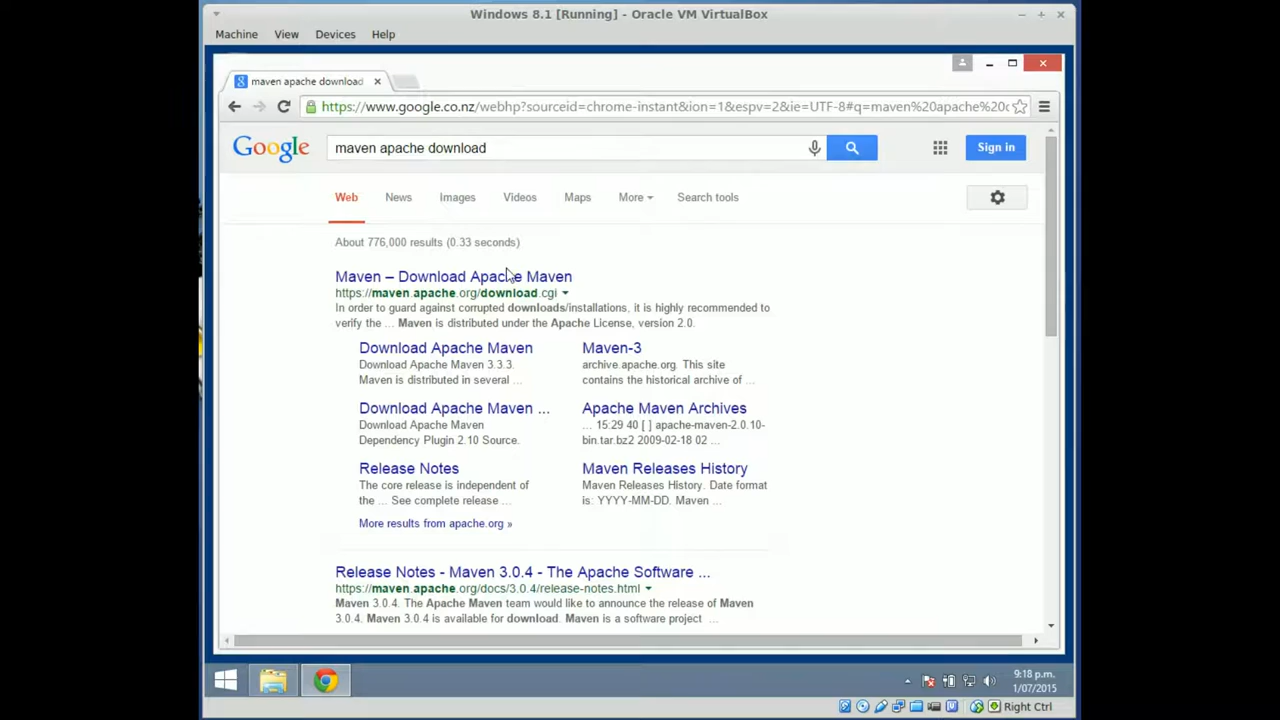 Windows 8.1 [Running] - Oracle VM VirtualBox
Machine View Devices Help
maven apache download
https://www.google.co.nz/webhp?sourceid=chrome-instant&ion=1&espv=2&ie=UTF-8#q=maven%20apache%20
Google
maven apache download
Sign in
Web News Images Videos Maps More Search tools
About 776,000 results (0.33 seconds)
Maven – Download Apache Maven
https://maven.apache.org/download.cgi
In order to guard against corrupted downloads/installations, it is highly recommended to
verify the ... Maven is distributed under the Apache License, version 2.0.
Download Apache Maven
Download Apache Maven 3.3.3.
Maven is distributed in several ...
Maven-3
archive.apache.org. This site
contains the historical archive of ...
Download Apache Maven ...
Download Apache Maven
Dependency Plugin 2.10 Source.
Apache Maven Archives
... 15:29 40 [ ] apache-maven-2.0.10-
bin.tar.bz2 2009-02-18 02 ...
Release Notes
The core release is independent of
the ... See complete release ...
Maven Releases History
Maven Releases History. Date format
is: YYYY-MM-DD. Maven ...
More results from apache.org »
Release Notes - Maven 3.0.4 - The Apache Software ...
https://maven.apache.org/docs/3.0.4/release-notes.html
Maven 3.0.4. The Apache Maven team would like to announce the release of Maven
3.0.4. Maven 3.0.4 is available for download. Maven is a software project ...
9:18 p.m.
1/07/2015
Right Ctrl